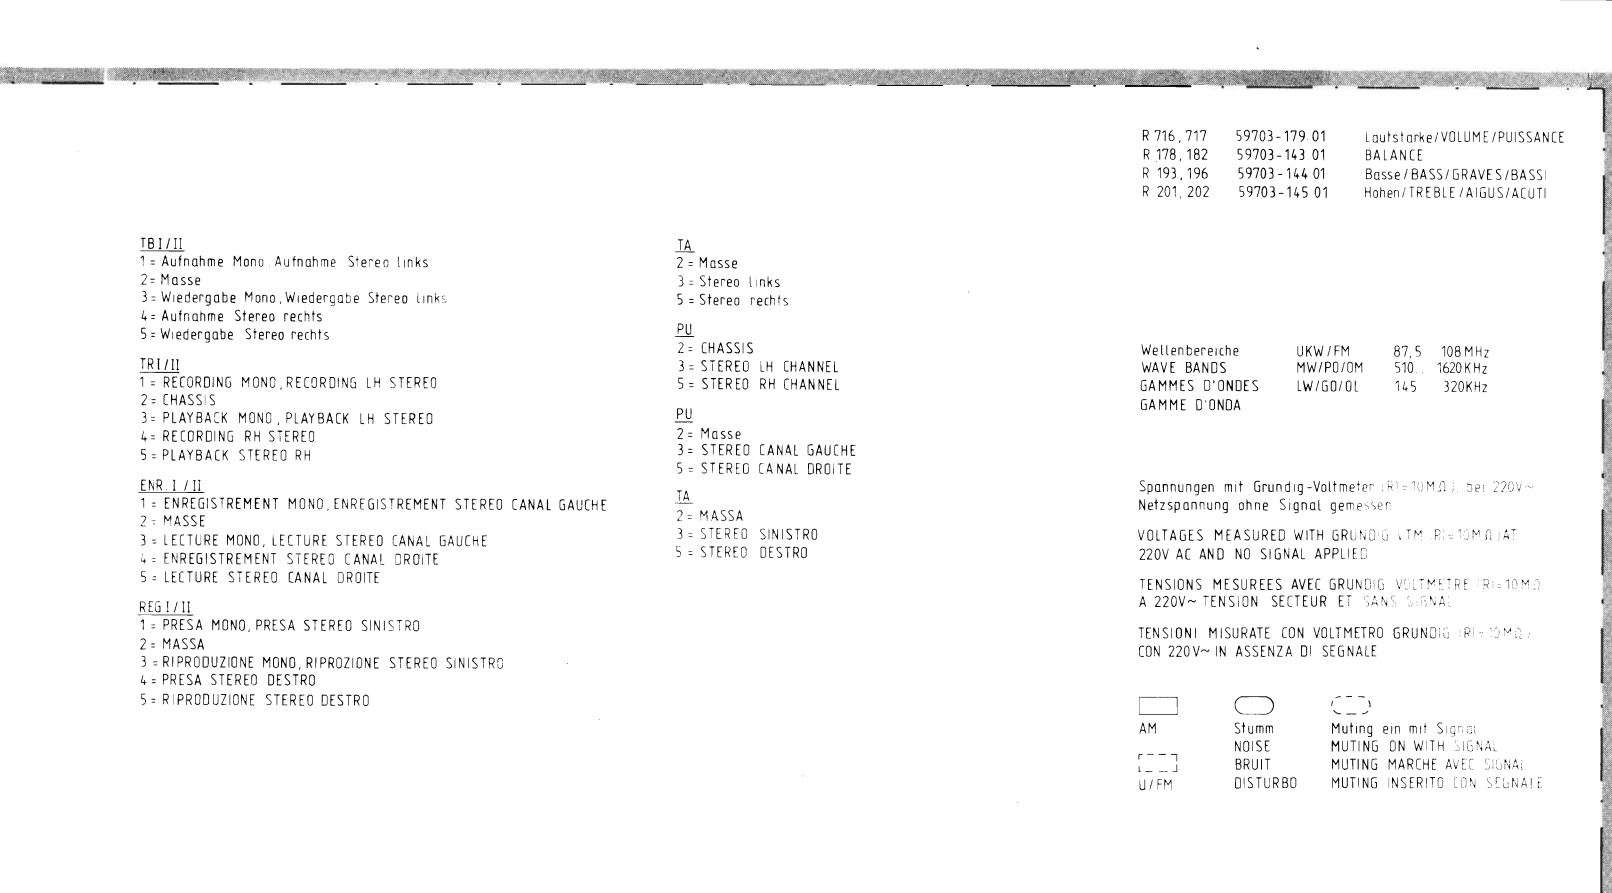 R 716, 717 59703-179.01 Lautstarke/VOLUME/PUISSANCE
R 178, 182 59703-143 01 BALANCE
R 193, 196 59703-144.01 Basse/BASS/GRAVES/BASSI
R 201, 202 59703-145.01 Hohen/TREBLE/AIGUS/ACUTI
TB I/II
1 = Aufnahme Mono, Aufnahme Stereo links
2 = Masse
3 = Wiedergabe Mono, Wiedergabe Stereo links
4 = Aufnahme Stereo rechts
5 = Wiedergabe Stereo rechts
TR I/II
1 = RECORDING MONO, RECORDING LH STEREO
2 = CHASSIS
3 = PLAYBACK MONO, PLAYBACK LH STEREO
4 = RECORDING RH STEREO
5 = PLAYBACK STEREO RH
ENR. I / II
1 = ENREGISTREMENT MONO, ENREGISTREMENT STEREO CANAL GAUCHE
2 = MASSE
3 = LECTURE MONO, LECTURE STEREO CANAL GAUCHE
4 = ENREGISTREMENT STEREO CANAL DROITE
5 = LECTURE STEREO CANAL DROITE
REG I/II
1 = PRESA MONO, PRESA STEREO SINISTRO
2 = MASSA
3 = RIPRODUZIONE MONO, RIPROZIONE STEREO SINISTRO
4 = PRESA STEREO DESTRO
5 = RIPRODUZIONE STEREO DESTRO
TA
2 = Masse
3 = Stereo links
5 = Stereo rechts
PU
2 = CHASSIS
3 = STEREO LH CHANNEL
5 = STEREO RH CHANNEL
PU
2 = Masse
3 = STEREO CANAL GAUCHE
5 = STEREO CANAL DROITE
TA
2 = MASSA
3 = STEREO SINISTRO
5 = STEREO DESTRO
Wellenbereiche UKW/FM 87,5 108 MHz
WAVE BANDS MW/PO/OM 510.. 1620 KHz
GAMMES D'ONDES LW/GO/OL 145 320KHz
GAMME D'ONDA
Spannungen mit Grundig-Voltmeter (RI=10MΩ), bei 220V~
Netzspannung ohne Signal gemessen
VOLTAGES MEASURED WITH GRUNDIG VTM (RI=10MΩ) AT
220V AC AND NO SIGNAL APPLIED
TENSIONS MESUREES AVEC GRUNDIG VOLTMETRE (RI=10MΩ
A 220V~ TENSION SECTEUR ET SANS SIGNAL
TENSIONI MISURATE CON VOLTMETRO GRUNDIG (RI=10MΩ)
CON 220V~ IN ASSENZA DI SEGNALE
AM Stumm Muting ein mit Signal
NOISE MUTING ON WITH SIGNAL
BRUIT MUTING MARCHE AVEC SIGNAL
U/FM DISTURBO MUTING INSERITO CON SEGNALE